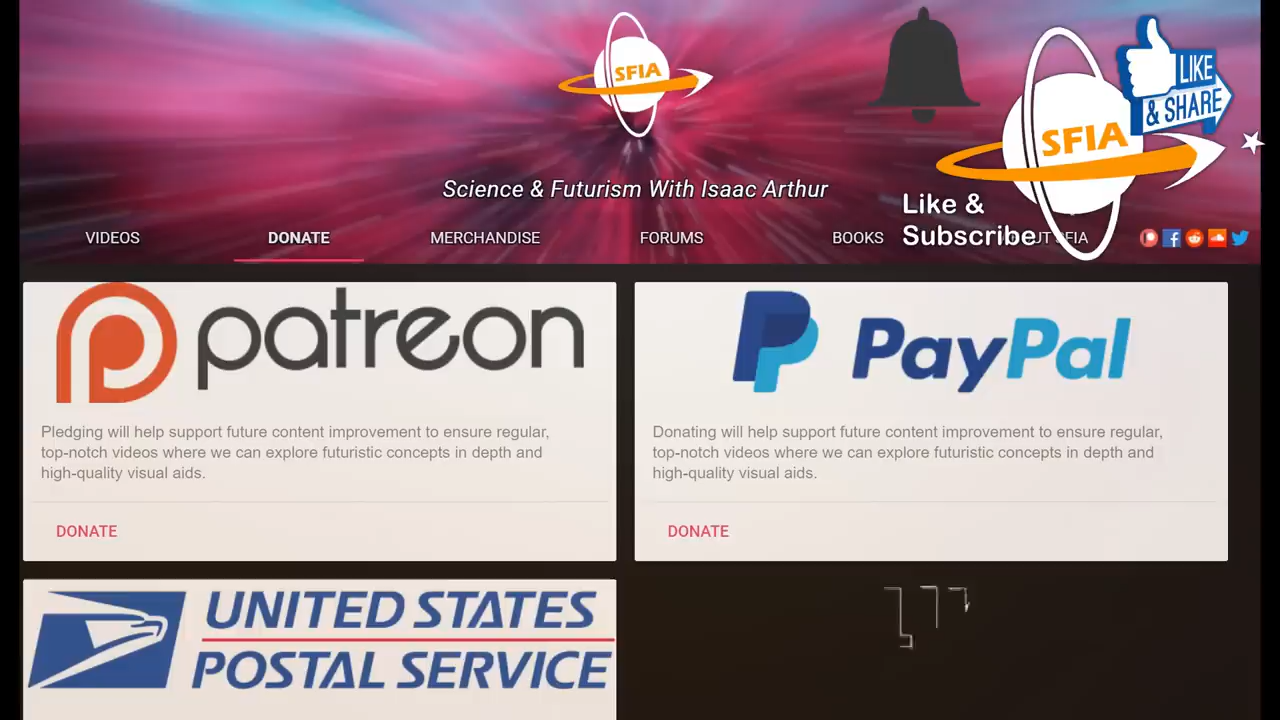 SFIA
LIKE
& SHARE
SFIA
Science & Futurism With Isaac Arthur
Like &
Subscribe
VIDEOS
DONATE
MERCHANDISE
FORUMS
BOOKS
patreon
PayPal
Pledging will help support future content improvement to ensure regular,
top-notch videos where we can explore futuristic concepts in depth and
high-quality visual aids.
DONATE
Donating will help support future content improvement to ensure regular,
top-notch videos where we can explore futuristic concepts in depth and
high-quality visual aids.
DONATE
UNITED STATES
POSTAL SERVICE